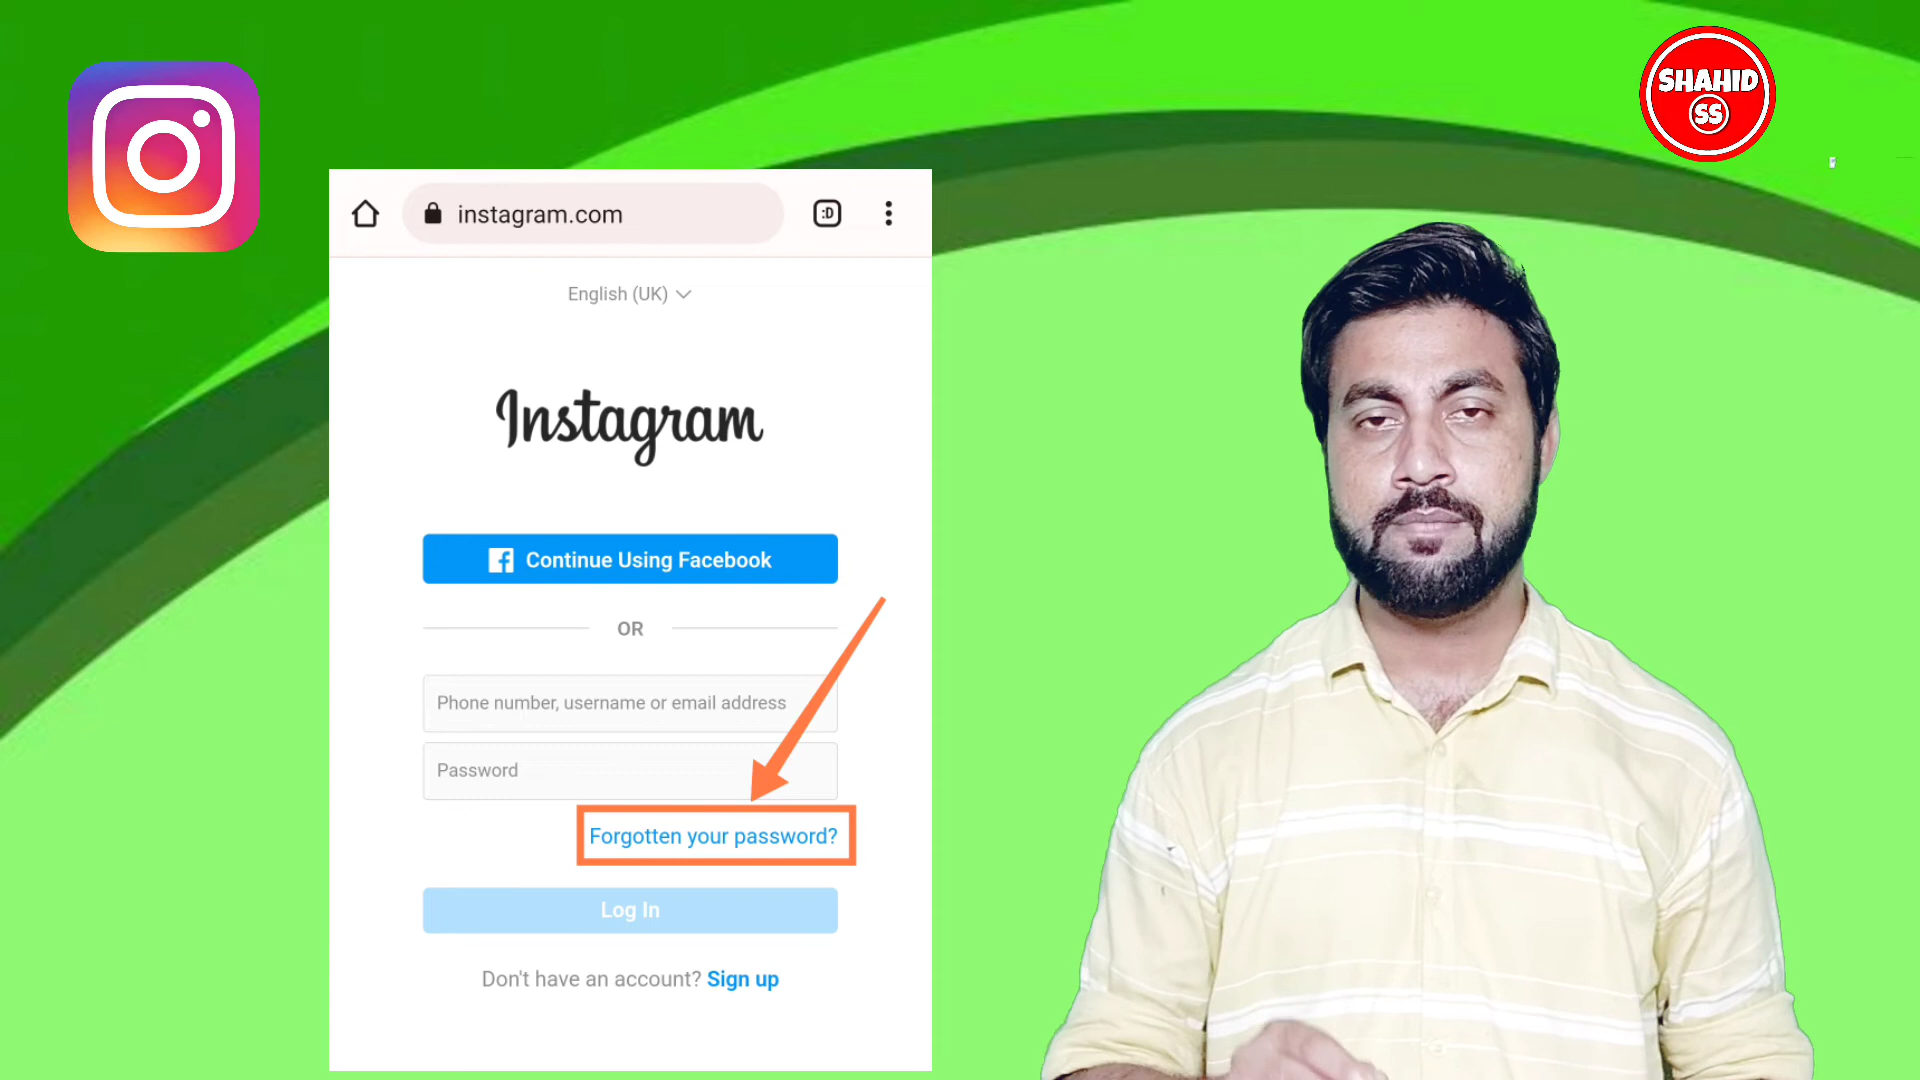 SHAHID
SS
instagram.com
:D
English (UK)
Instagram
Continue Using Facebook
OR
Phone number, username or email address
Password
Forgotten your password?
Log In
Don't have an account? Sign up